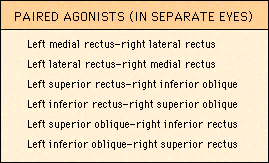 PAIRED AGONISTS (IN SEPARATE EYES)
Left medial rectus–right lateral rectus
Left lateral rectus–right medial rectus
Left superior rectus–right inferior oblique
Left inferior rectus–right superior oblique
Left superior oblique–right inferior rectus
Left inferior oblique–right superior rectus